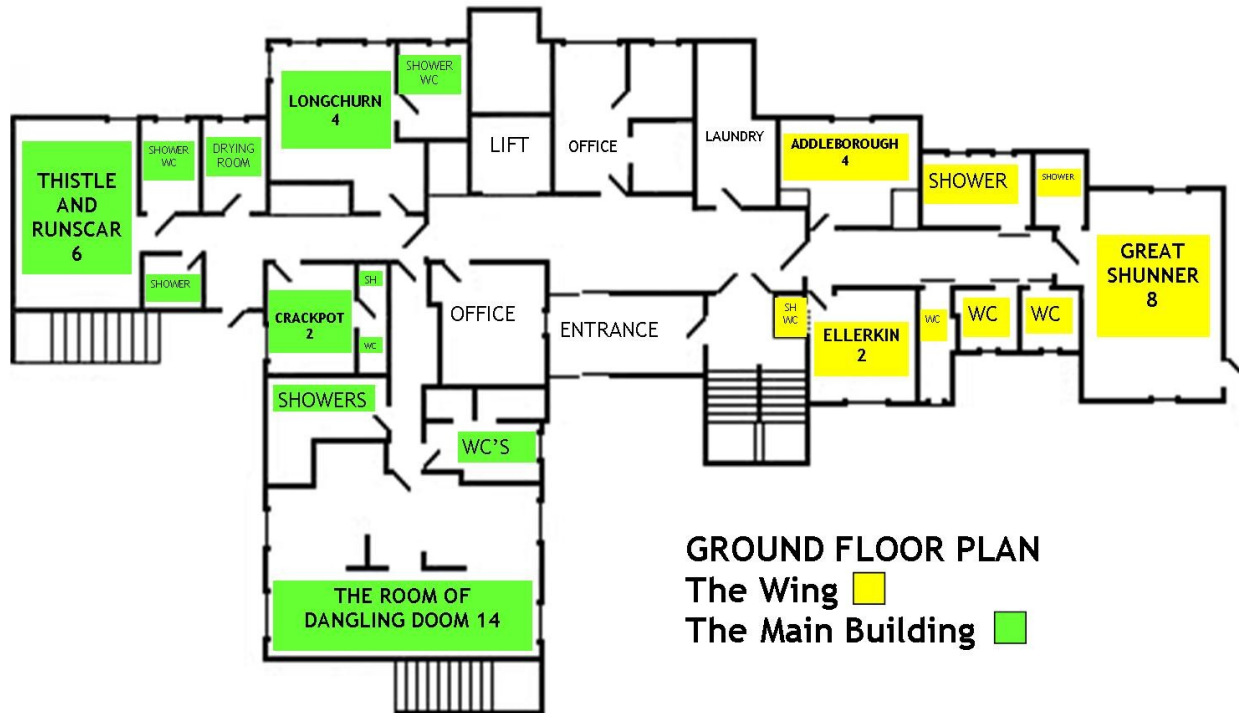 SHOWER
WC
LONGCHURN
4
LIFT
OFFICE
LAUNDRY
ADDLEBOROUGH
4
SHOWER
WC
DRYING
ROOM
THISTLE
AND
RUNSCAR
6
SHOWER
SHOWER
GREAT
SHUNNER
8
SHOWER
SH
CRACKPOT
2
WC
OFFICE
ENTRANCE
SH
WC
ELLERKIN
2
WC
WC
WC
SHOWERS
WC'S
GROUND FLOOR PLAN
The Wing
The Main Building
THE ROOM OF
DANGLING DOOM 14